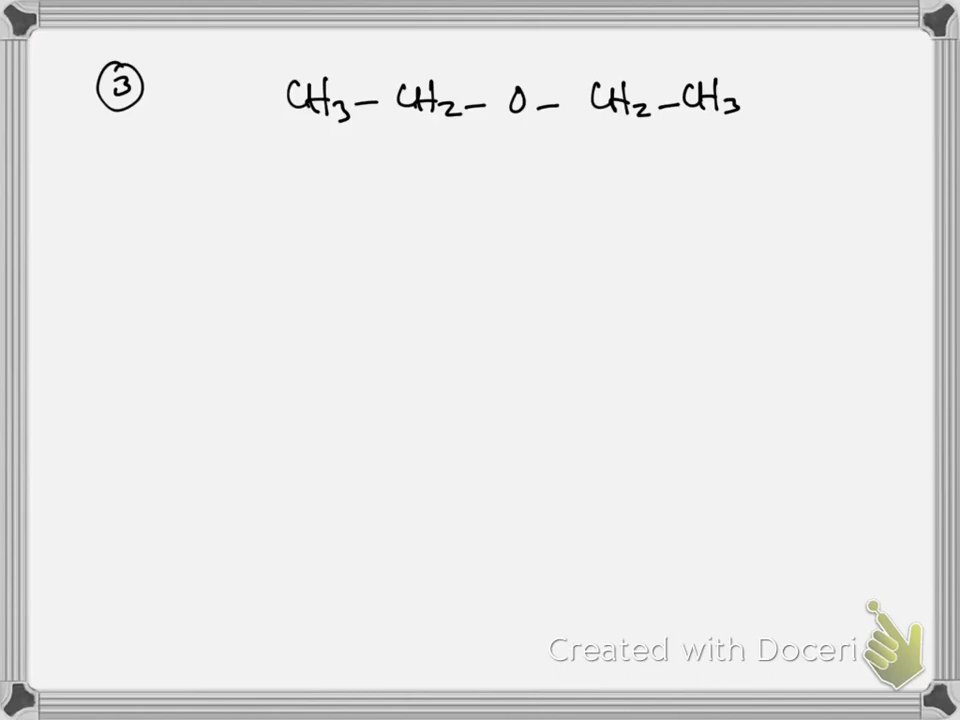 ③ CH3 – CH2 – O – CH2 – CH3
Created with Doceri